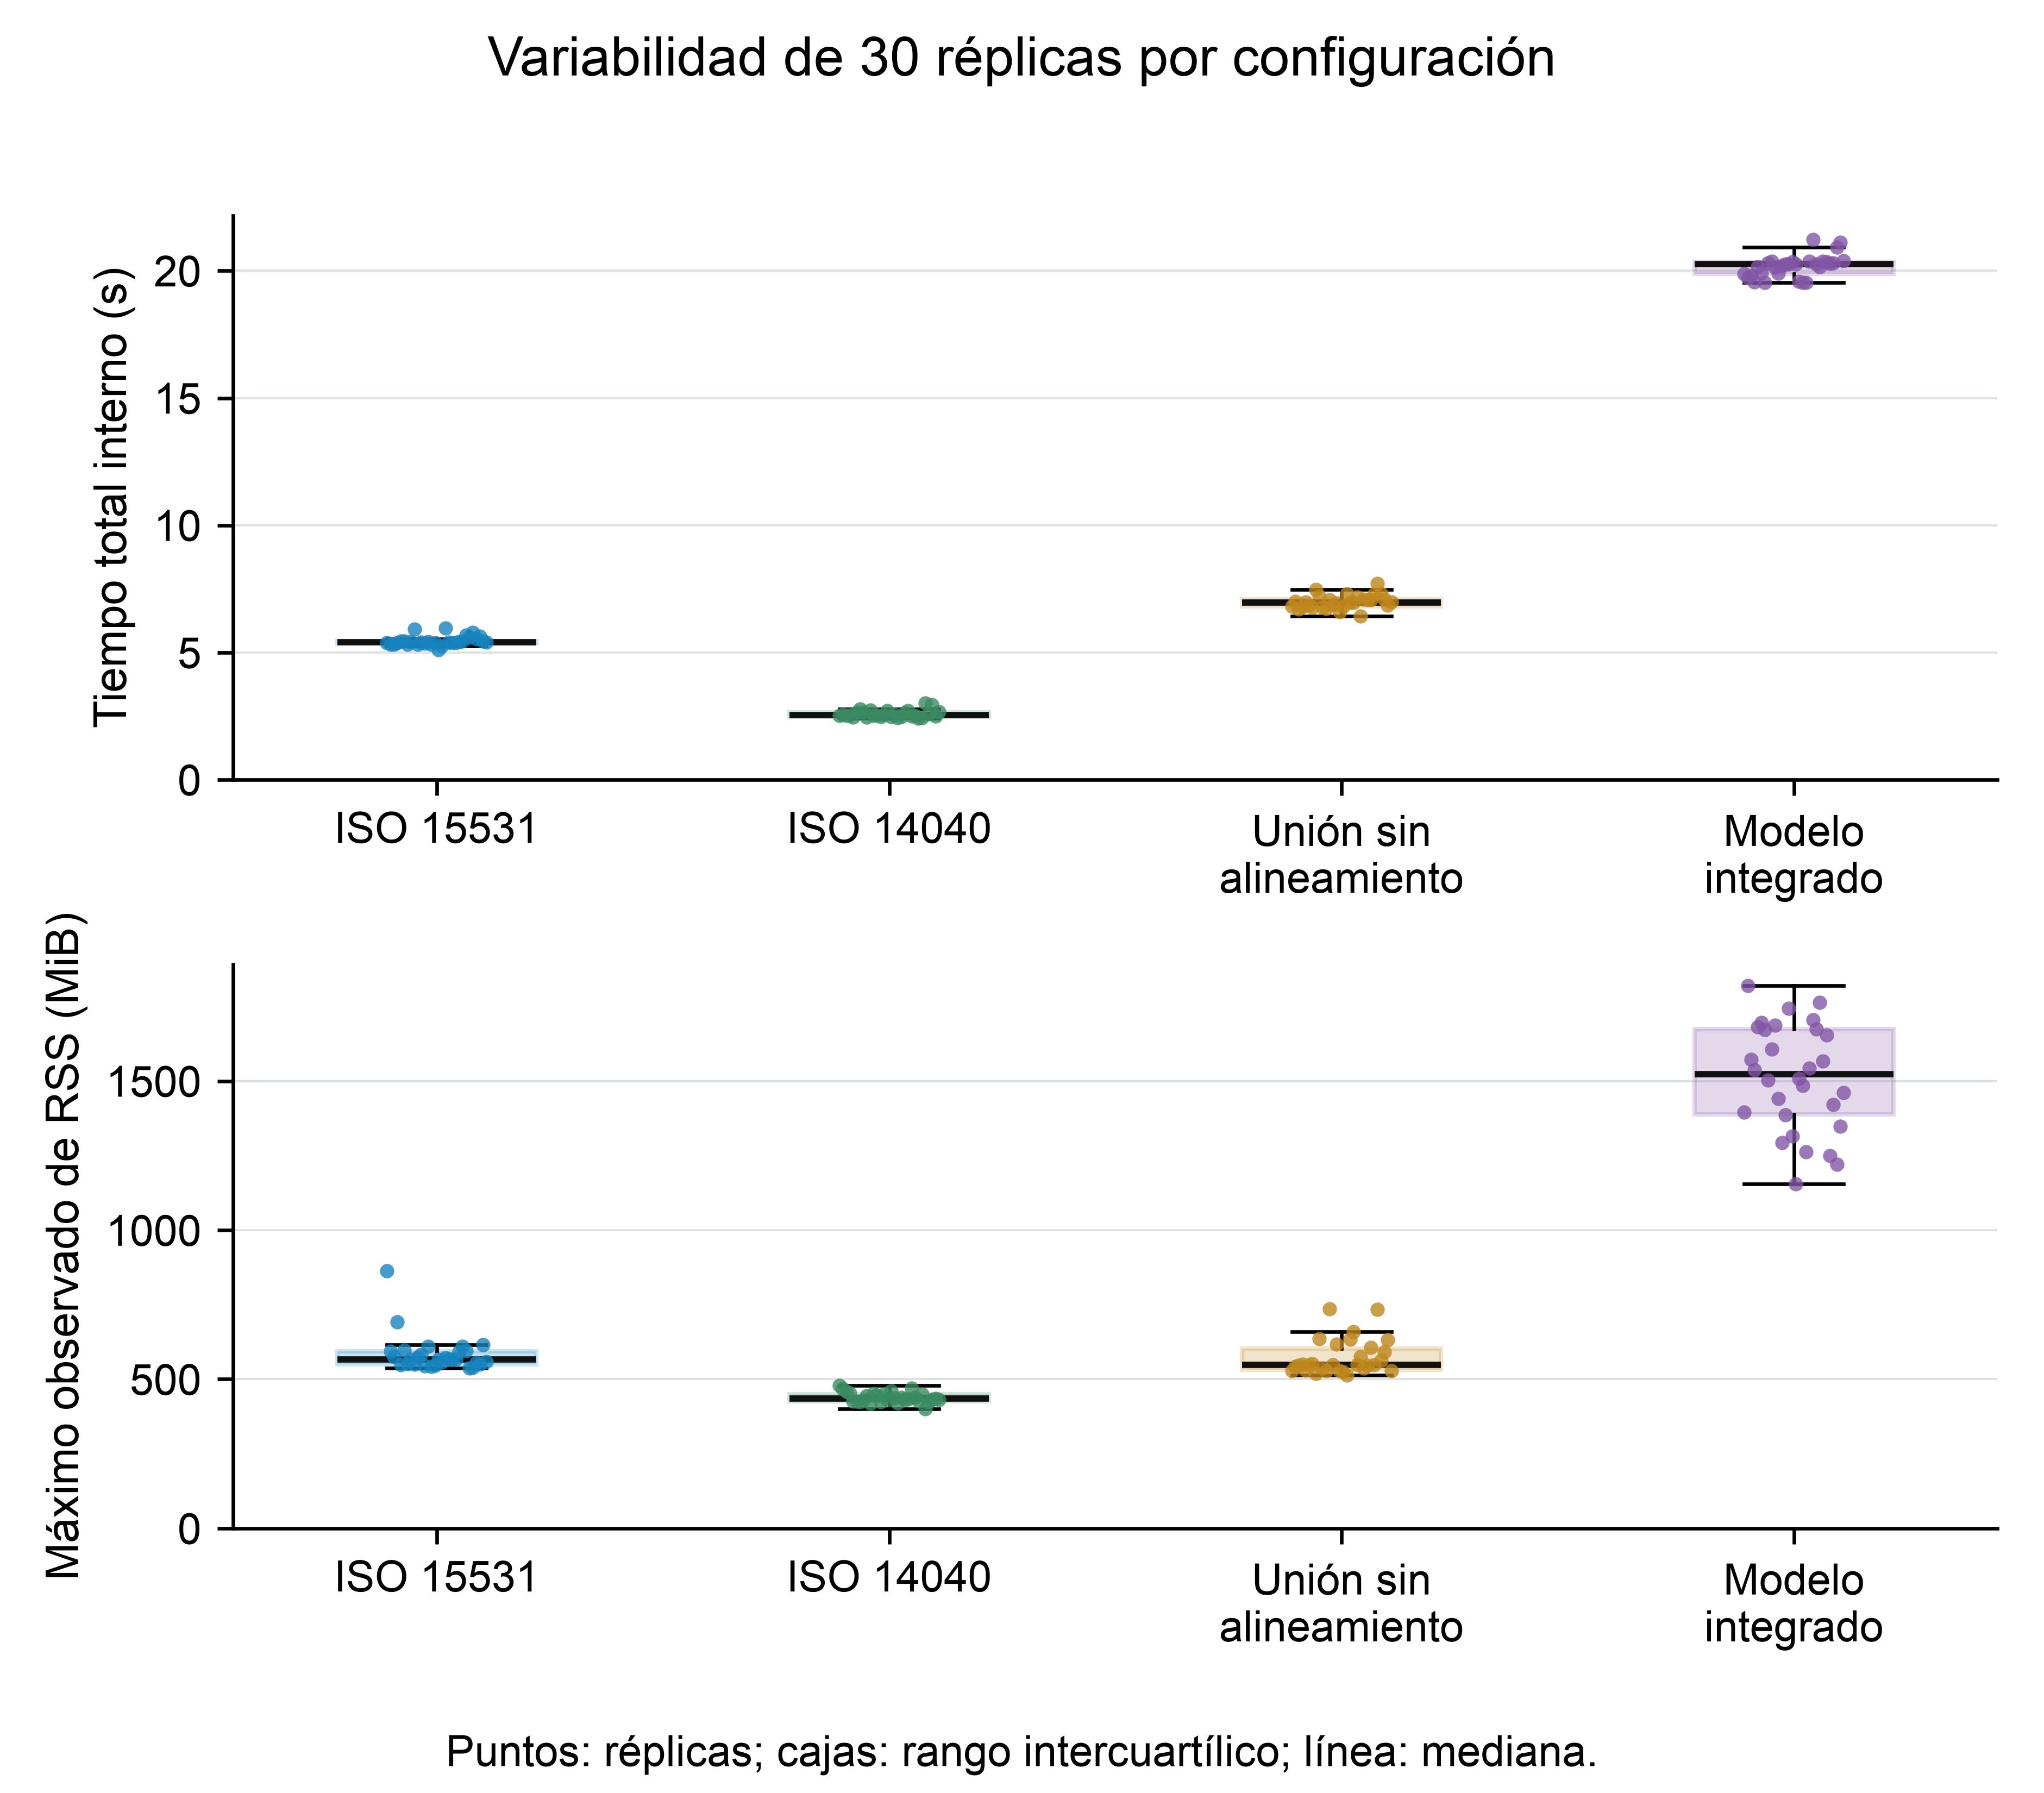 Variabilidad de 30 réplicas por configuración
Tiempo total interno (s)
20
15
10
5
0
ISO 15531
ISO 14040
Unión sin
alineamiento
Modelo
integrado
Máximo observado de RSS (MiB)
1500
1000
500
0
ISO 15531
ISO 14040
Unión sin
alineamiento
Modelo
integrado
Puntos: réplicas; cajas: rango intercuartílico; línea: mediana.